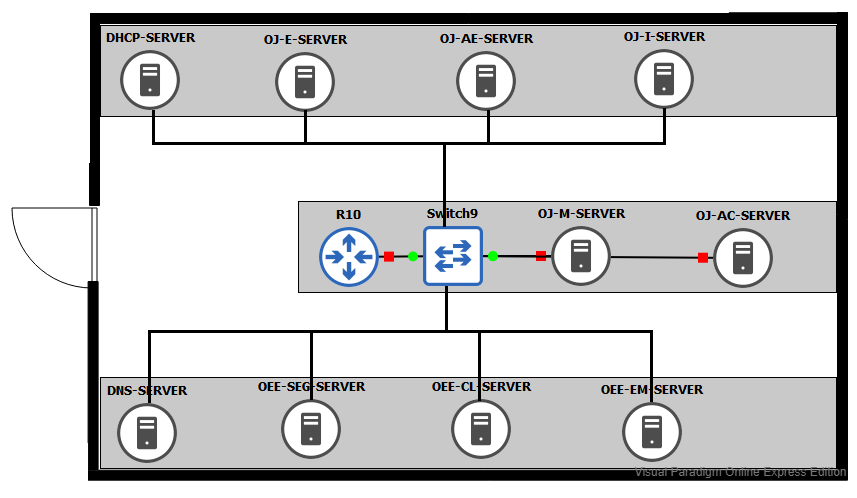 DHCP-SERVER
OJ-E-SERVER
OJ-AE-SERVER
OJ-I-SERVER
R10
Switch9
OJ-M-SERVER
OJ-AC-SERVER
DNS-SERVER
OEE-SEG-SERVER
OEE-CL-SERVER
OEE-EM-SERVER
Visual Paradigm Online Express Edition